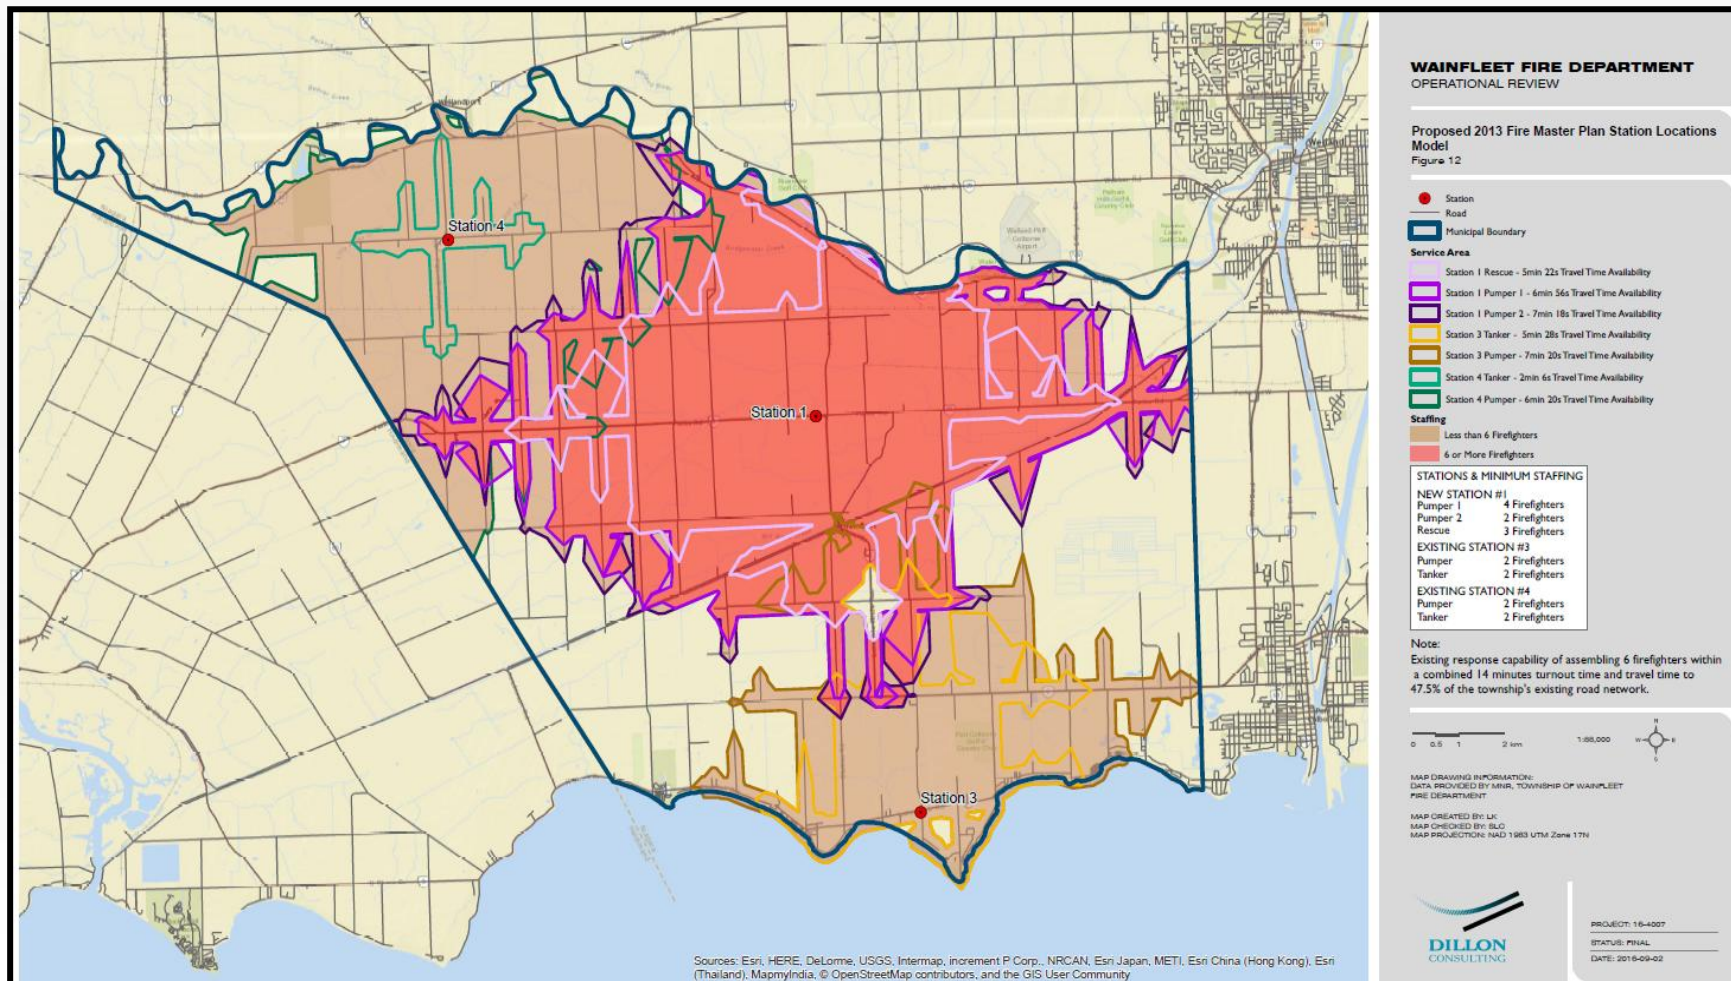 WAINFLEET FIRE DEPARTMENT
OPERATIONAL REVIEW
Proposed 2013 Fire Master Plan Station Locations
Model
Figure 12
Station
Road
Municipal Boundary
Service Area
Station 1 Rescue - 5min 22s Travel Time Availability
Station 1 Pumper 1 - 6min 56s Travel Time Availability
Station 1 Pumper 2 - 7min 18s Travel Time Availability
Station 3 Tanker - 5min 28s Travel Time Availability
Station 3 Pumper - 7min 20s Travel Time Availability
Station 4 Tanker - 2min 6s Travel Time Availability
Station 4 Pumper - 6min 20s Travel Time Availability
Staffing
Less than 6 Firefighters
6 or More Firefighters
STATIONS & MINIMUM STAFFING
NEW STATION #1
Pumper 1 4 Firefighters
Pumper 2 2 Firefighters
Rescue 3 Firefighters
EXISTING STATION #3
Pumper 2 Firefighters
Tanker 2 Firefighters
EXISTING STATION #4
Pumper 2 Firefighters
Tanker 2 Firefighters
Note:
Existing response capability of assembling 6 firefighters within
a combined 14 minutes turnout time and travel time to
47.5% of the township's existing road network.
0 0.5 1 2 km
N
W E
S
MAP DRAWING INFORMATION:
DATA PROVIDED BY MNR, TOWNSHIP OF WAINFLEET
FIRE DEPARTMENT
MAP CREATED BY: LK
MAP CHECKED BY: SLC
MAP PROJECTION: NAD 1983 UTM Zone 17N
DILLON
CONSULTING
PROJECT: 16-4007
STATUS: FINAL
DATE: 2016-09-02
Station 4
Station 1
Station 3
Welland
Sources: Esri, HERE, DeLorme, USGS, Intermap, increment P Corp., NRCAN, Esri Japan, METI, Esri China (Hong Kong), Esri
(Thailand), MapmyIndia, © OpenStreetMap contributors, and the GIS User Community